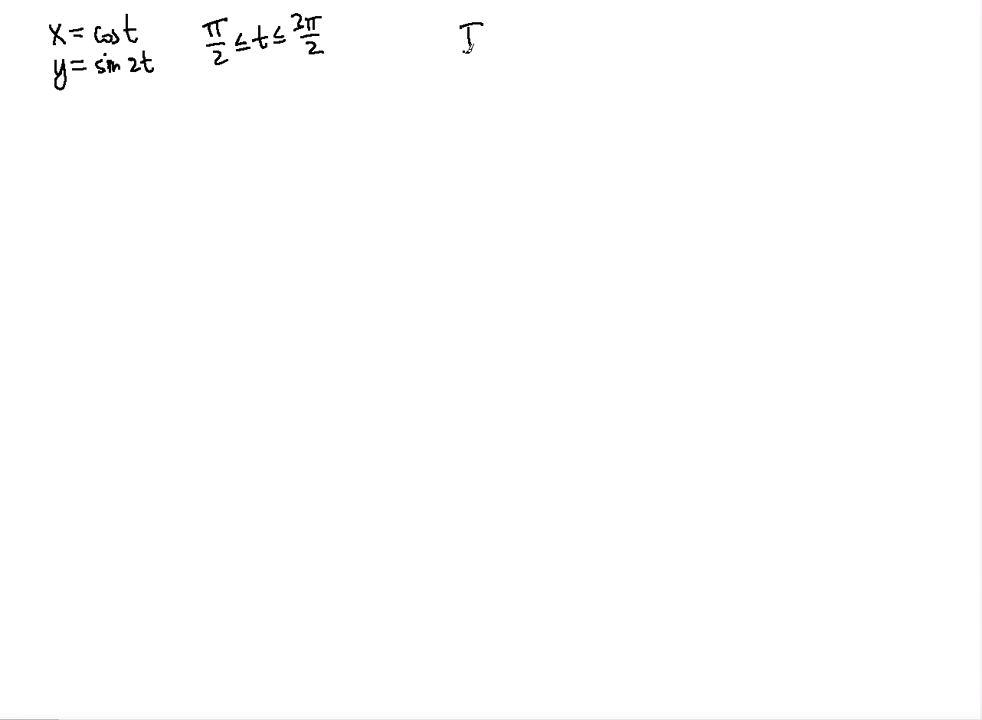 x = cos t π/2 ≤ t ≤ 3π/2 I
y = sin 2t